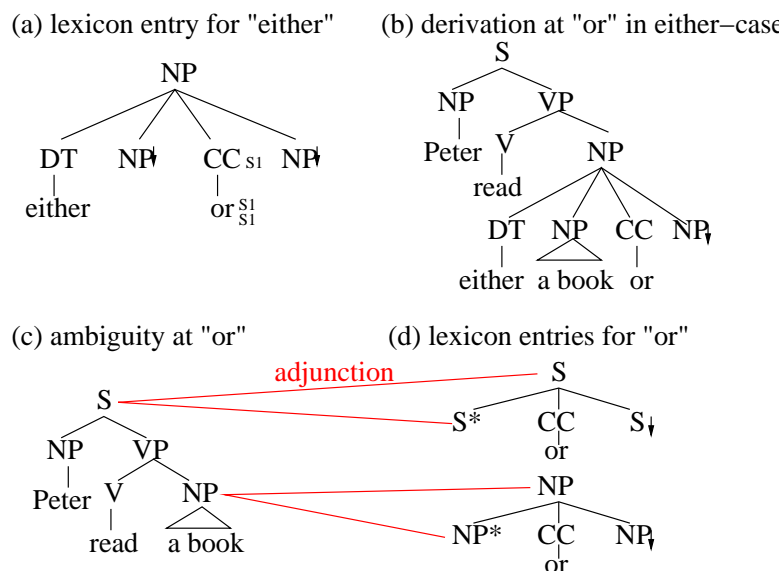 (a) lexicon entry for "either"
NP
DT NP↓ CC S1 NP↓
either or S1 S1
(b) derivation at "or" in either-case
S
NP VP
Peter V NP
read
DT NP CC NP↓
either a book or
(c) ambiguity at "or"
adjunction
S
NP VP
Peter V NP
read a book
(d) lexicon entries for "or"
S
S* CC S↓
or
NP
NP* CC NP↓
or